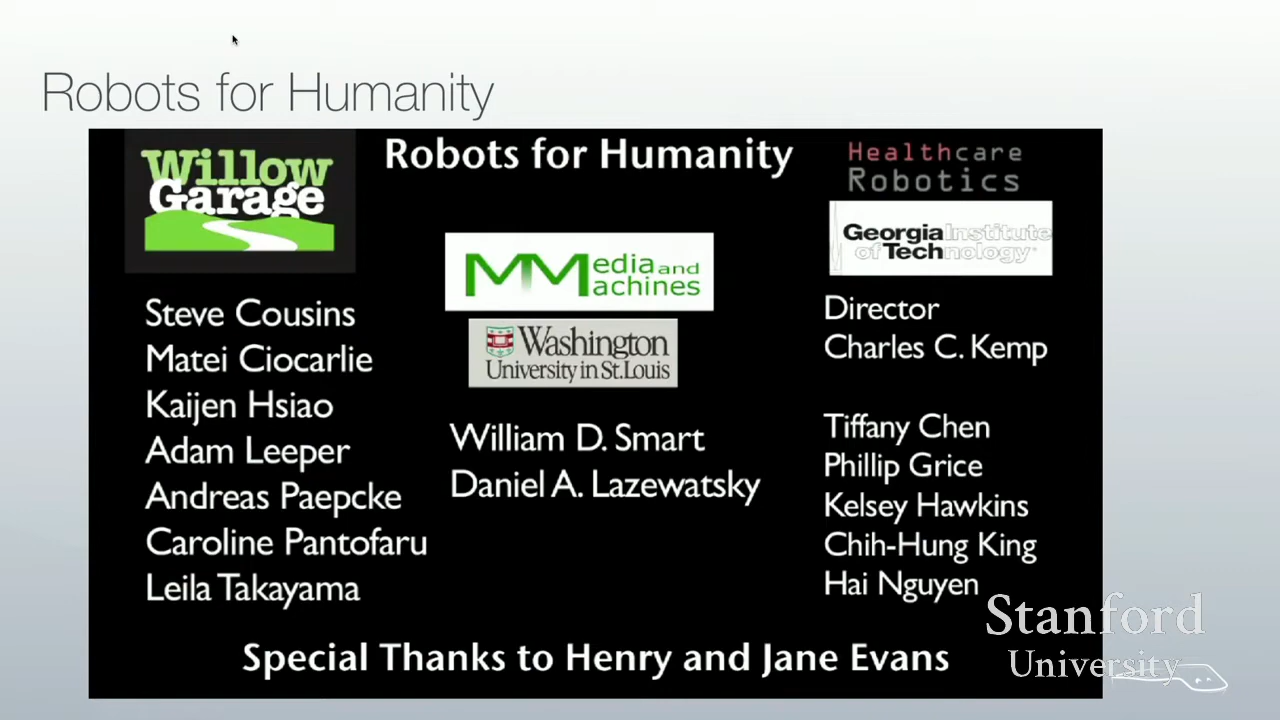 Robots for Humanity
Willow
Garage
Steve Cousins
Matei Ciocarlie
Kaijen Hsiao
Adam Leeper
Andreas Paepcke
Caroline Pantofaru
Leila Takayama
Robots for Humanity
MMedia and
achines
Washington
University in St. Louis
William D. Smart
Daniel A. Lazewatsky
Healthcare
Robotics
Georgia Institute
of Technology
Director
Charles C. Kemp
Tiffany Chen
Phillip Grice
Kelsey Hawkins
Chih-Hung King
Hai Nguyen
Special Thanks to Henry and Jane Evans
Stanford
University